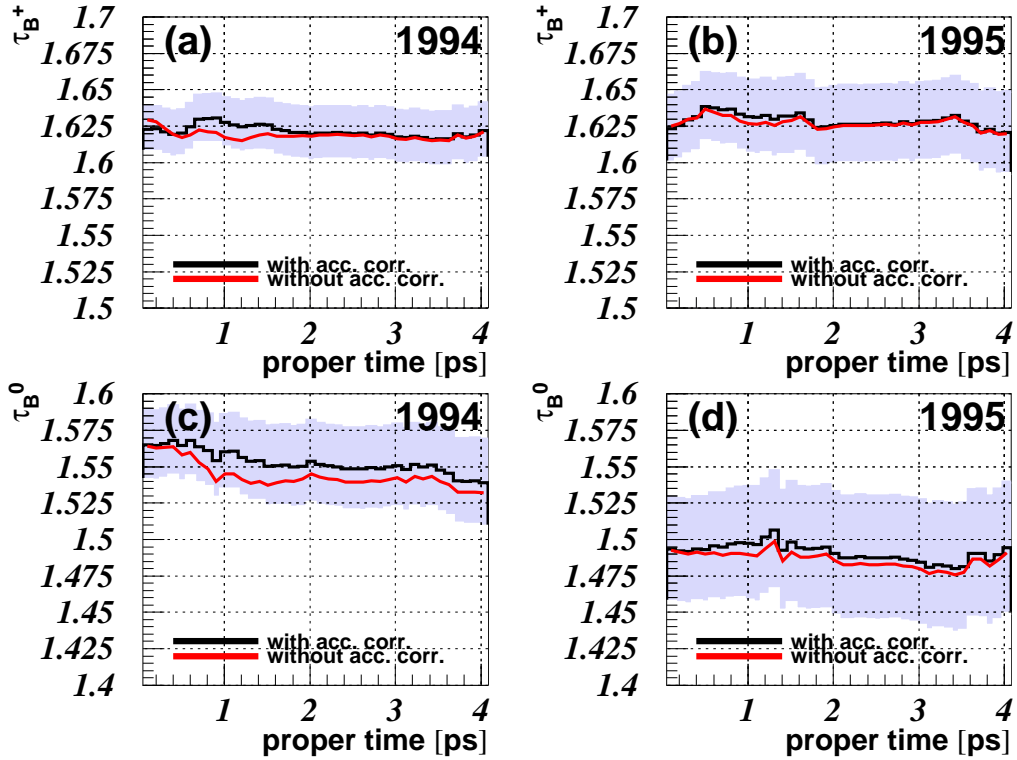 τB+
1.7
1.675
1.65
1.625
1.6
1.575
1.55
1.525
1.5
(a) 1994
with acc. corr.
without acc. corr.
1 2 3 4
proper time [ps]
τB+
1.7
1.675
1.65
1.625
1.6
1.575
1.55
1.525
1.5
(b) 1995
with acc. corr.
without acc. corr.
1 2 3 4
proper time [ps]
τB0
1.6
1.575
1.55
1.525
1.5
1.475
1.45
1.425
1.4
(c) 1994
with acc. corr.
without acc. corr.
1 2 3 4
proper time [ps]
τB0
1.6
1.575
1.55
1.525
1.5
1.475
1.45
1.425
1.4
(d) 1995
with acc. corr.
without acc. corr.
1 2 3 4
proper time [ps]